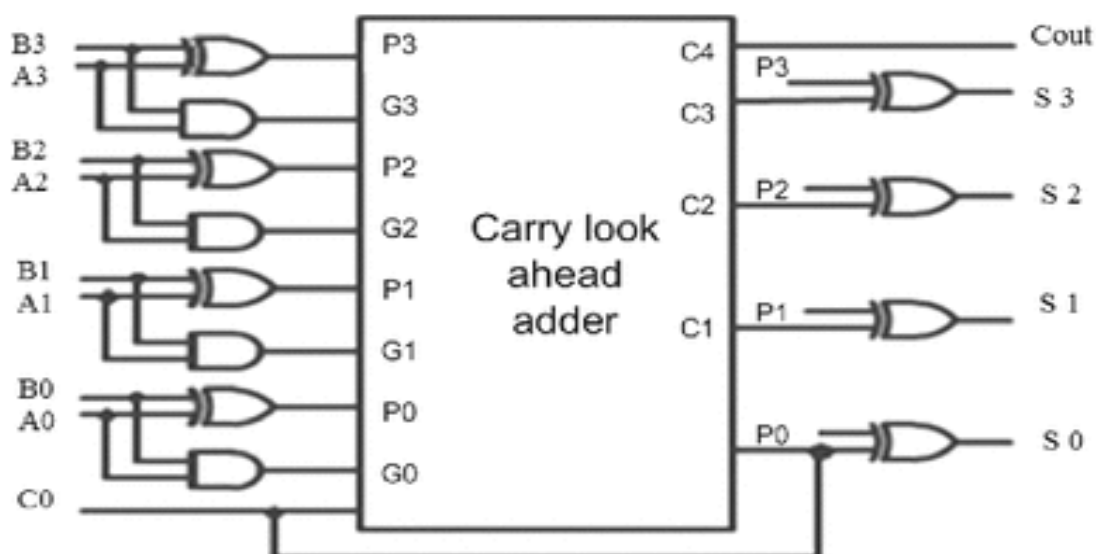 B3
A3
B2
A2
B1
A1
B0
A0
C0
P3
G3
P2
G2
P1
G1
P0
G0
Carry look
ahead
adder
C4
C3
C2
C1
P3
P2
P1
P0
Cout
S 3
S 2
S 1
S 0